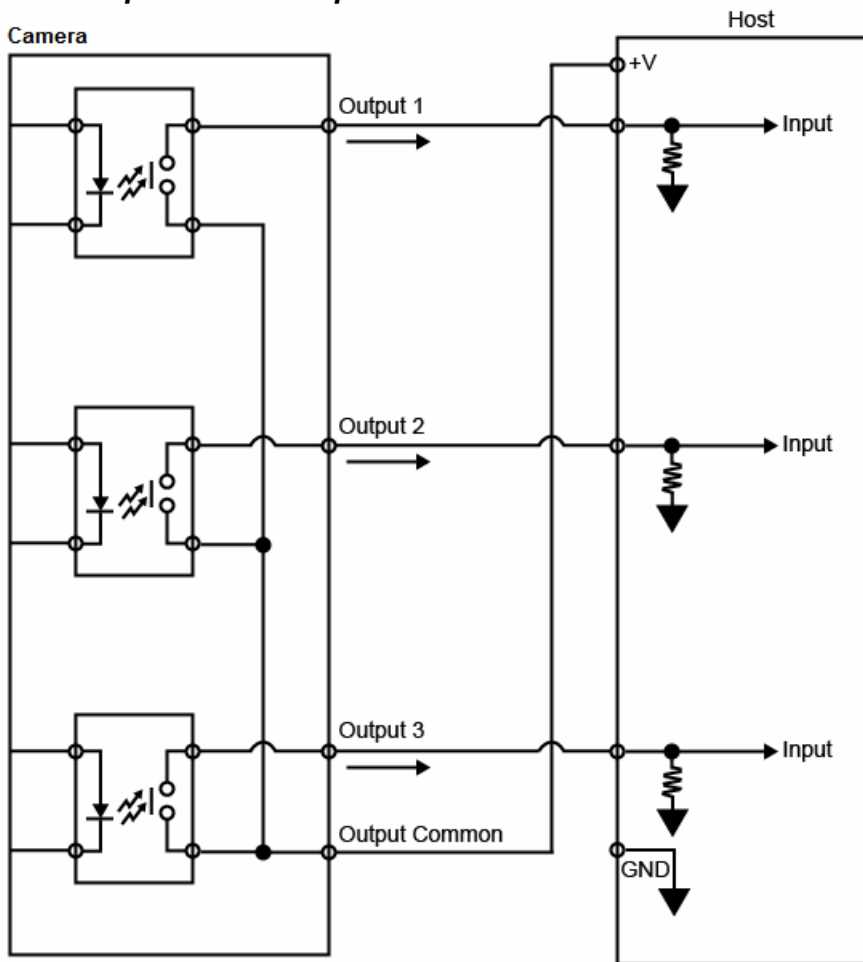 Camera
Host
+V
Output 1
Input
Output 2
Input
Output 3
Input
Output Common
GND